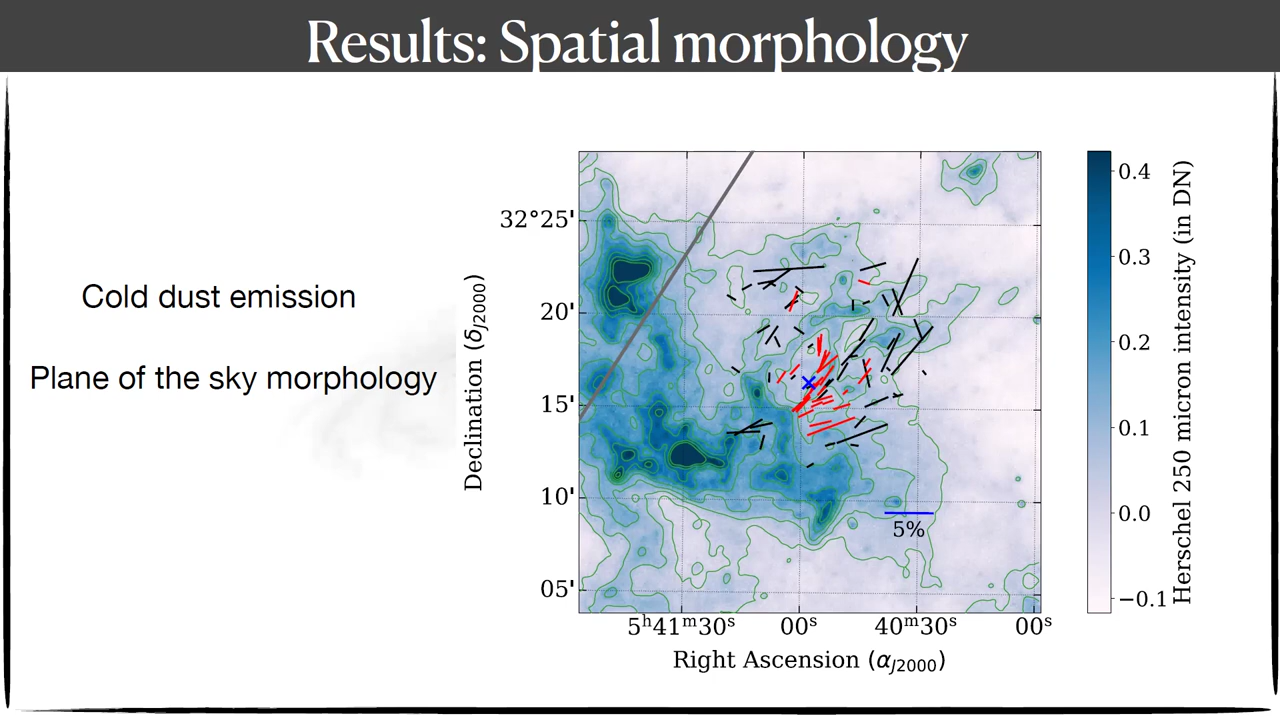 Results: Spatial morphology
Cold dust emission
Plane of the sky morphology
Declination (δJ2000)
32°25'
20'
15'
10'
05'
5%
5ʰ41ᵐ30ˢ
00ˢ
40ᵐ30ˢ
00ˢ
Right Ascension (αJ2000)
0.4
0.3
0.2
0.1
0.0
−0.1
Herschel 250 micron intensity (in DN)